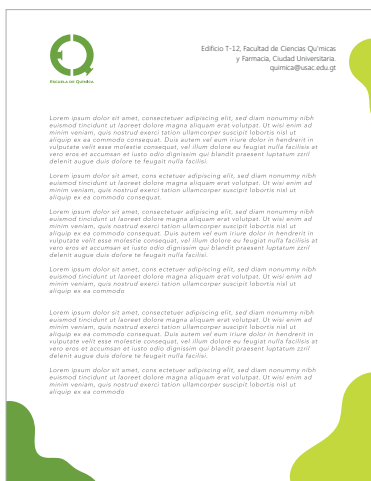 Edificio T-12, Facultad de Ciencias Qu'micas
y Farmacia, Ciudad Universitaria.
quimica@usac.edu.gt
ESCUELA DE QUÍMICA
Lorem ipsum dolor sit amet, consectetuer adipiscing elit, sed diam nonummy nibh
euismod tincidunt ut laoreet dolore magna aliquam erat volutpat. Ut wisi enim ad
minim veniam, quis nostrud exerci tation ullamcorper suscipit lobortis nisl ut
aliquip ex ea commodo consequat. Duis autem vel eum iriure dolor in hendrerit in
vulputate velit esse molestie consequat, vel illum dolore eu feugiat nulla facilisis at
vero eros et accumsan et iusto odio dignissim qui blandit praesent luptatum zzril
delenit augue duis dolore te feugait nulla facilisi.
Lorem ipsum dolor sit amet, cons ectetuer adipiscing elit, sed diam nonummy nibh
euismod tincidunt ut laoreet dolore magna aliquam erat volutpat. Ut wisi enim ad
minim veniam, quis nostrud exerci tation ullamcorper suscipit lobortis nisl ut
aliquip ex ea commodo consequat.
Lorem ipsum dolor sit amet, consectetuer adipiscing elit, sed diam nonummy nibh
euismod tincidunt ut laoreet dolore magna aliquam erat volutpat. Ut wisi enim ad
minim veniam, quis nostrud exerci tation ullamcorper suscipit lobortis nisl ut
aliquip ex ea commodo consequat. Duis autem vel eum iriure dolor in hendrerit in
vulputate velit esse molestie consequat, vel illum dolore eu feugiat nulla facilisis at
vero eros et accumsan et iusto odio dignissim qui blandit praesent luptatum zzril
delenit augue duis dolore te feugait nulla facilisi.
Lorem ipsum dolor sit amet, cons ectetuer adipiscing elit, sed diam nonummy nibh
euismod tincidunt ut laoreet dolore magna aliquam erat volutpat. Ut wisi enim ad
minim veniam, quis nostrud exerci tation ullamcorper suscipit lobortis nisl ut
aliquip ex ea commodo
Lorem ipsum dolor sit amet, consectetuer adipiscing elit, sed diam nonummy nibh
euismod tincidunt ut laoreet dolore magna aliquam erat volutpat. Ut wisi enim ad
minim veniam, quis nostrud exerci tation ullamcorper suscipit lobortis nisl ut
aliquip ex ea commodo consequat. Duis autem vel eum iriure dolor in hendrerit in
vulputate velit esse molestie consequat, vel illum dolore eu feugiat nulla facilisis at
vero eros et accumsan et iusto odio dignissim qui blandit praesent luptatum zzril
delenit augue duis dolore te feugait nulla facilisi.
Lorem ipsum dolor sit amet, cons ectetuer adipiscing elit, sed diam nonummy nibh
euismod tincidunt ut laoreet dolore magna aliquam erat volutpat. Ut wisi enim ad
minim veniam, quis nostrud exerci tation ullamcorper suscipit lobortis nisl ut
aliquip ex ea commodo